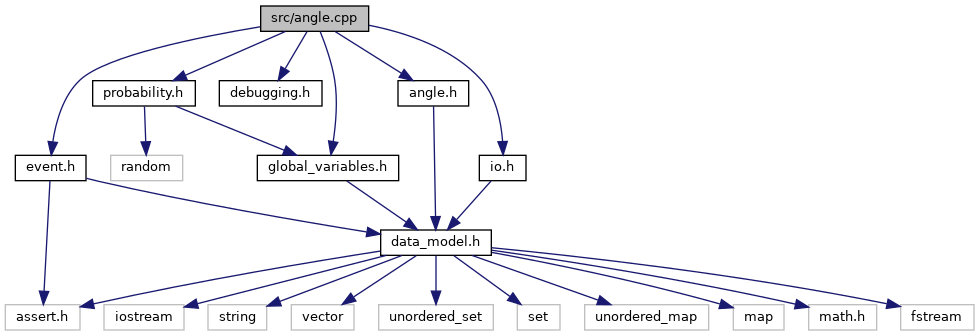 src/angle.cpp
probability.h
debugging.h
angle.h
event.h
random
global_variables.h
io.h
data_model.h
assert.h
iostream
string
vector
unordered_set
set
unordered_map
map
math.h
fstream